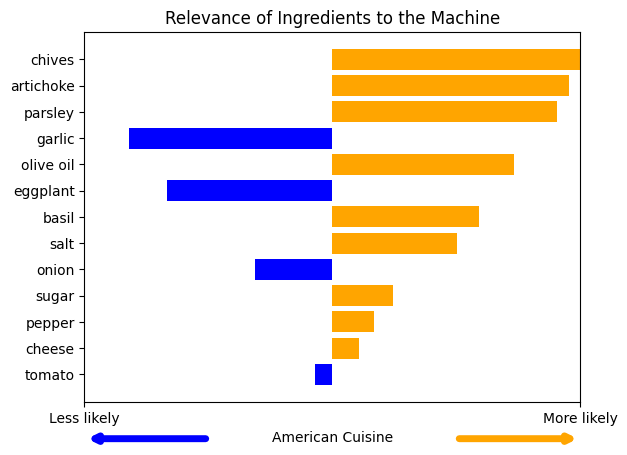 Relevance of Ingredients to the Machine
chives
artichoke
parsley
garlic
olive oil
eggplant
basil
salt
onion
sugar
pepper
cheese
tomato
Less likely
More likely
American Cuisine